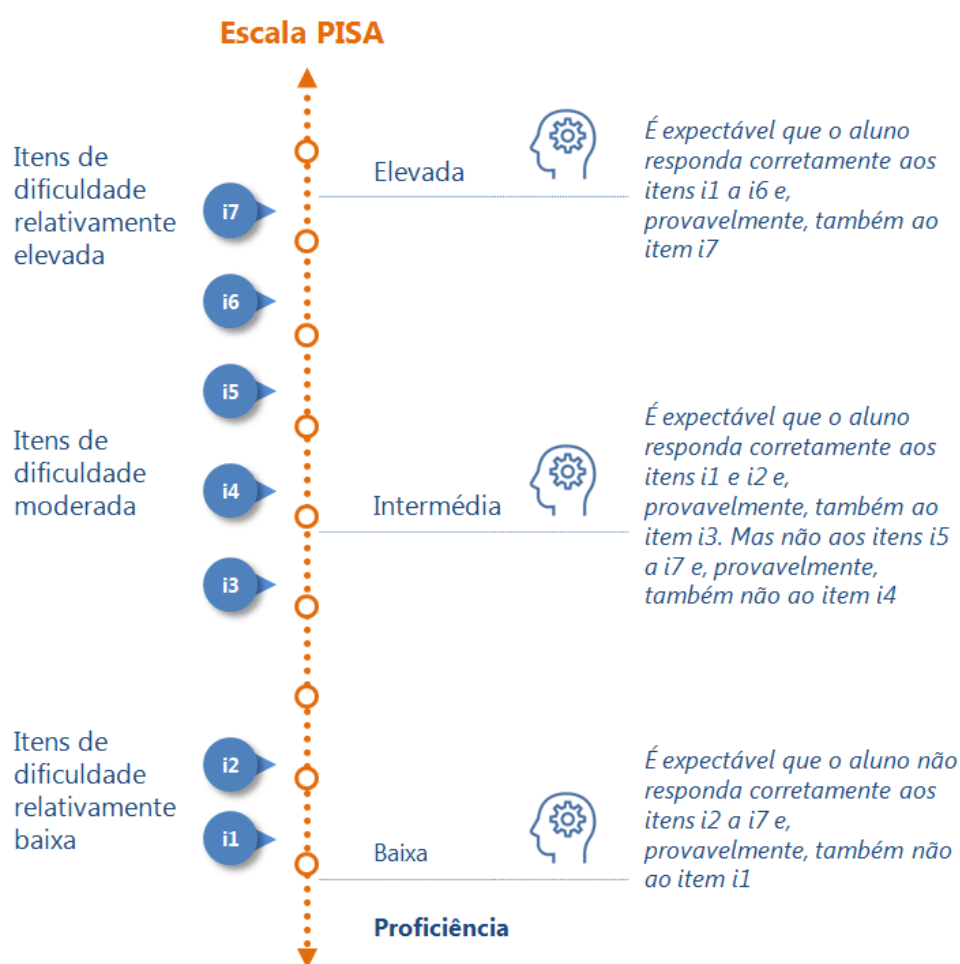 Escala PISA
Itens de
dificuldade
relativamente
elevada
i7
Elevada
É expectável que o aluno
responda corretamente aos
itens i1 a i6 e,
provavelmente, também ao
item i7
i6
i5
Itens de
dificuldade
moderada
i4
Intermédia
É expectável que o aluno
responda corretamente aos
itens i1 e i2 e,
provavelmente, também ao
item i3. Mas não aos itens i5
a i7 e, provavelmente,
também não ao item i4
i3
Itens de
dificuldade
relativamente
baixa
i2
i1
Baixa
É expectável que o aluno não
responda corretamente aos
itens i2 a i7 e,
provavelmente, também não
ao item i1
Proficiência